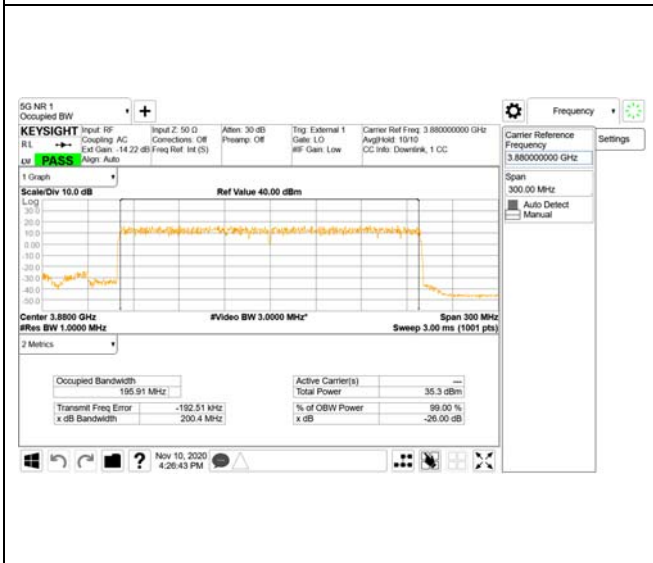 5G NR 1
Occupied BW
Frequency
KEYSIGHT
R L
PASS
Input: RF
Coupling: AC
Ext Gain: -14.22 dB
Align: Auto
Input Z: 50 Ω
Corrections: Off
Freq Ref: Int (S)
Atten: 30 dB
Preamp: Off
Trig: External 1
Gate: LO
#IF Gain: Low
Carrier Ref Freq: 3.880000000 GHz
Avg|Hold: 10/10
CC Info: Downlink, 1 CC
Carrier Reference
Frequency
3.880000000 GHz
Settings
Span
300.00 MHz
Auto Detect
Manual
1 Graph
Scale/Div 10.0 dB
Ref Value 40.00 dBm
Log
30.0
20.0
10.0
0.00
-10.0
-20.0
-30.0
-40.0
-50.0
Center 3.8800 GHz
#Video BW 3.0000 MHz*
Span 300 MHz
#Res BW 1.0000 MHz
Sweep 3.00 ms (1001 pts)
2 Metrics
Occupied Bandwidth
195.91 MHz
Transmit Freq Error -192.51 kHz
x dB Bandwidth 200.4 MHz
Active Carrier(s) ---
Total Power 35.3 dBm
% of OBW Power 99.00 %
x dB -26.00 dB
Nov 10, 2020
4:26:43 PM